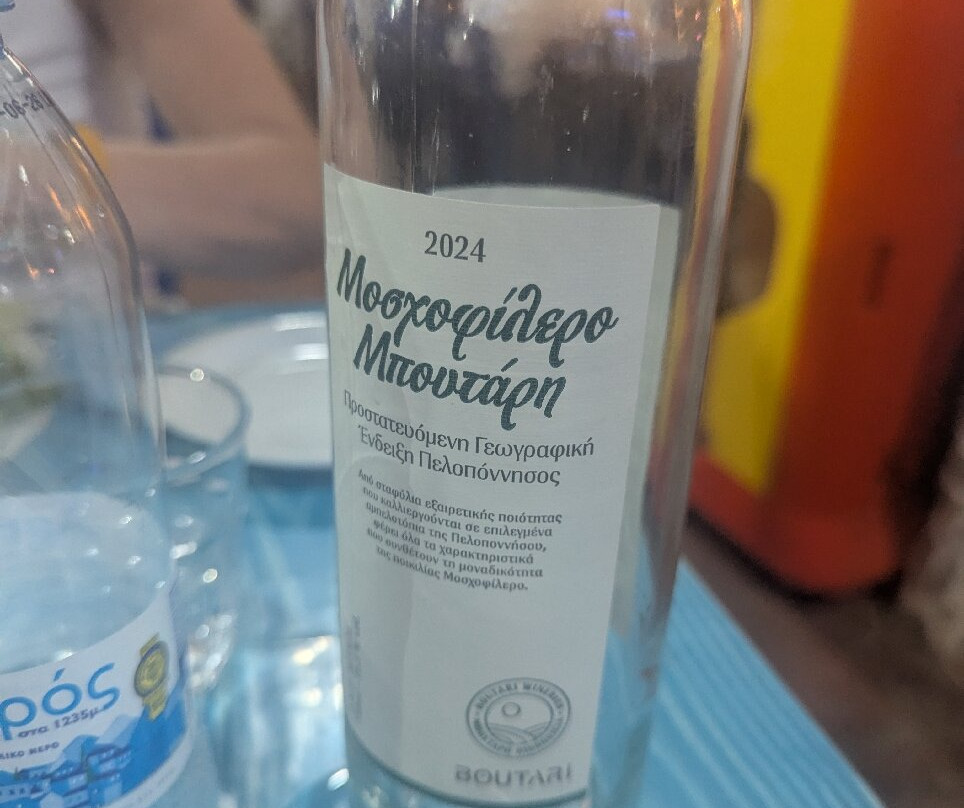 2024
Μοσχοφίλερο
Μπουτάρη
Προστατευόμενη Γεωγραφική
Ένδειξη Πελοπόννησος
Από σταφύλια εξαιρετικής ποιότητας
που καλλιεργούνται σε επιλεγμένα
αμπελοτόπια της Πελοποννήσου,
φέρει όλα τα χαρακτηριστικά
που συνθέτουν τη μοναδικότητα
της ποικιλίας Μοσχοφίλερο.
BOUTARI WINERIES
BOUTARI
ρός
στα 1235μ.
ΝΕΡΟ